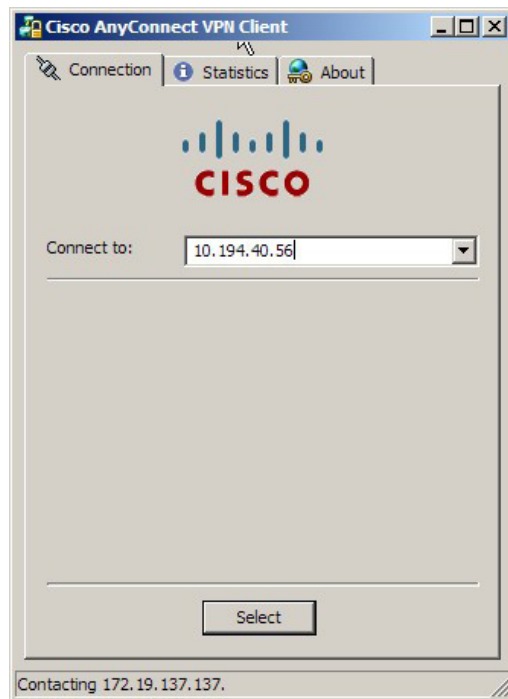 Cisco AnyConnect VPN Client
Connection Statistics About
CISCO
Connect to: 10.194.40.56
Select
Contacting 172.19.137.137.